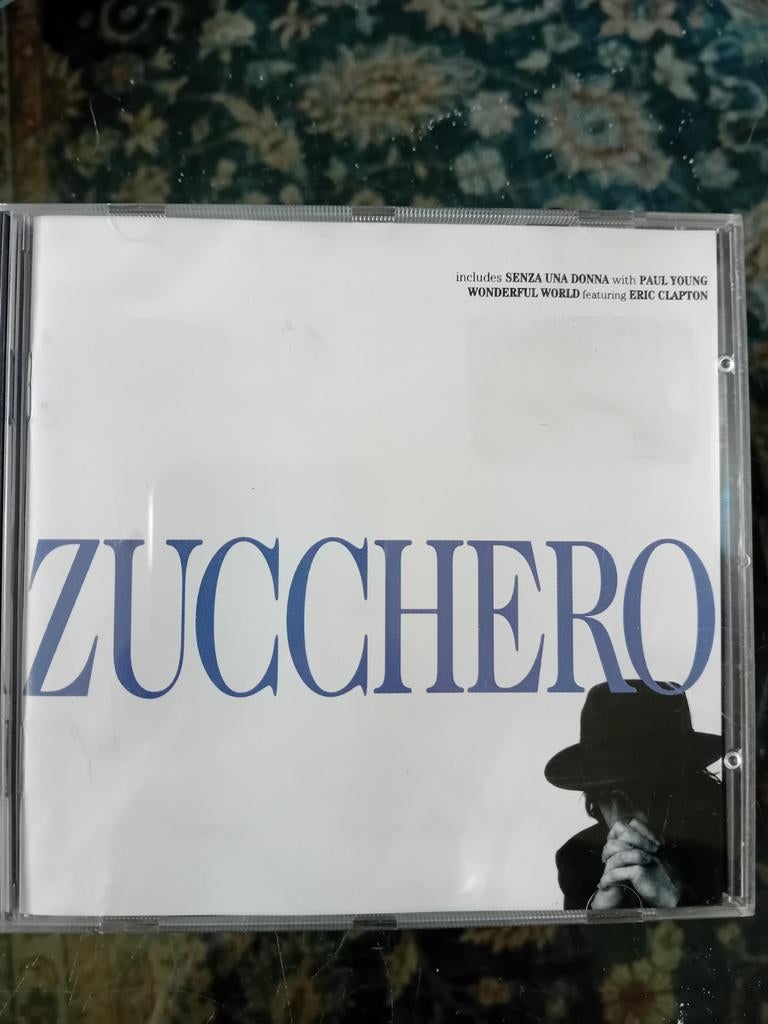 includes SENZA UNA DONNA with PAUL YOUNG
WONDERFUL WORLD featuring ERIC CLAPTON
ZUCCHERO